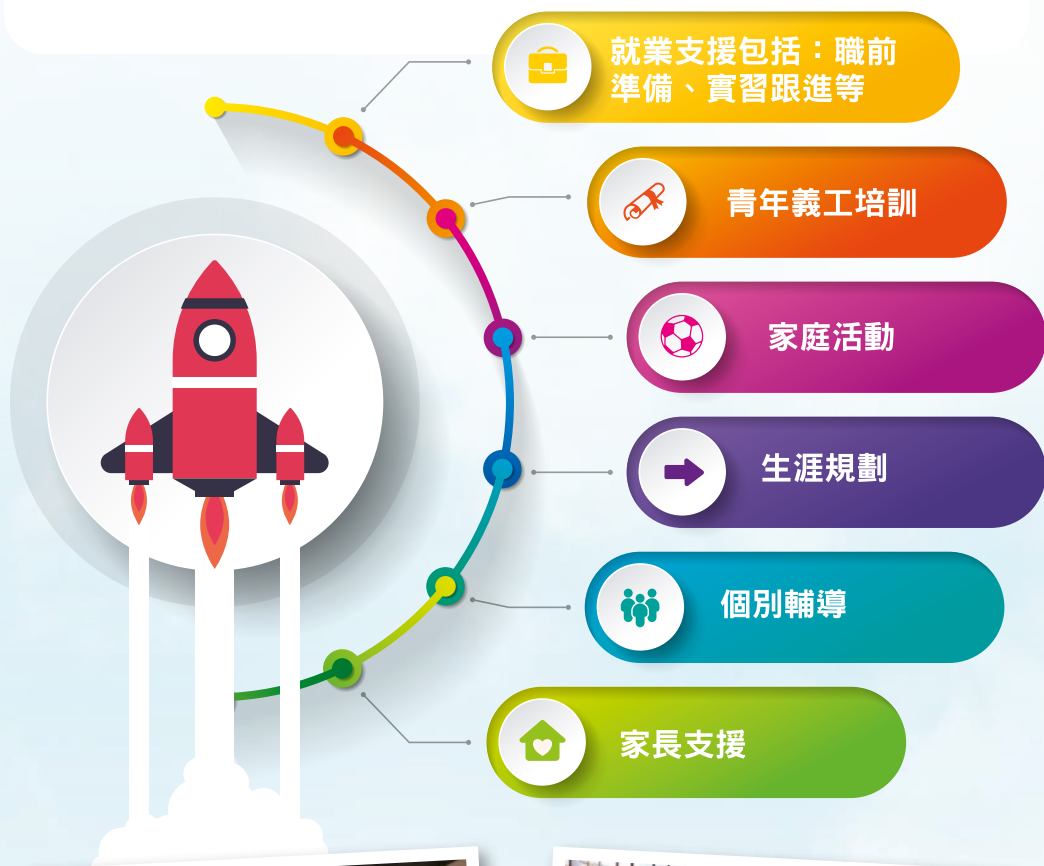 就業支援包括：職前
準備、實習跟進等
青年義工培訓
家庭活動
生涯規劃
個別輔導
家長支援